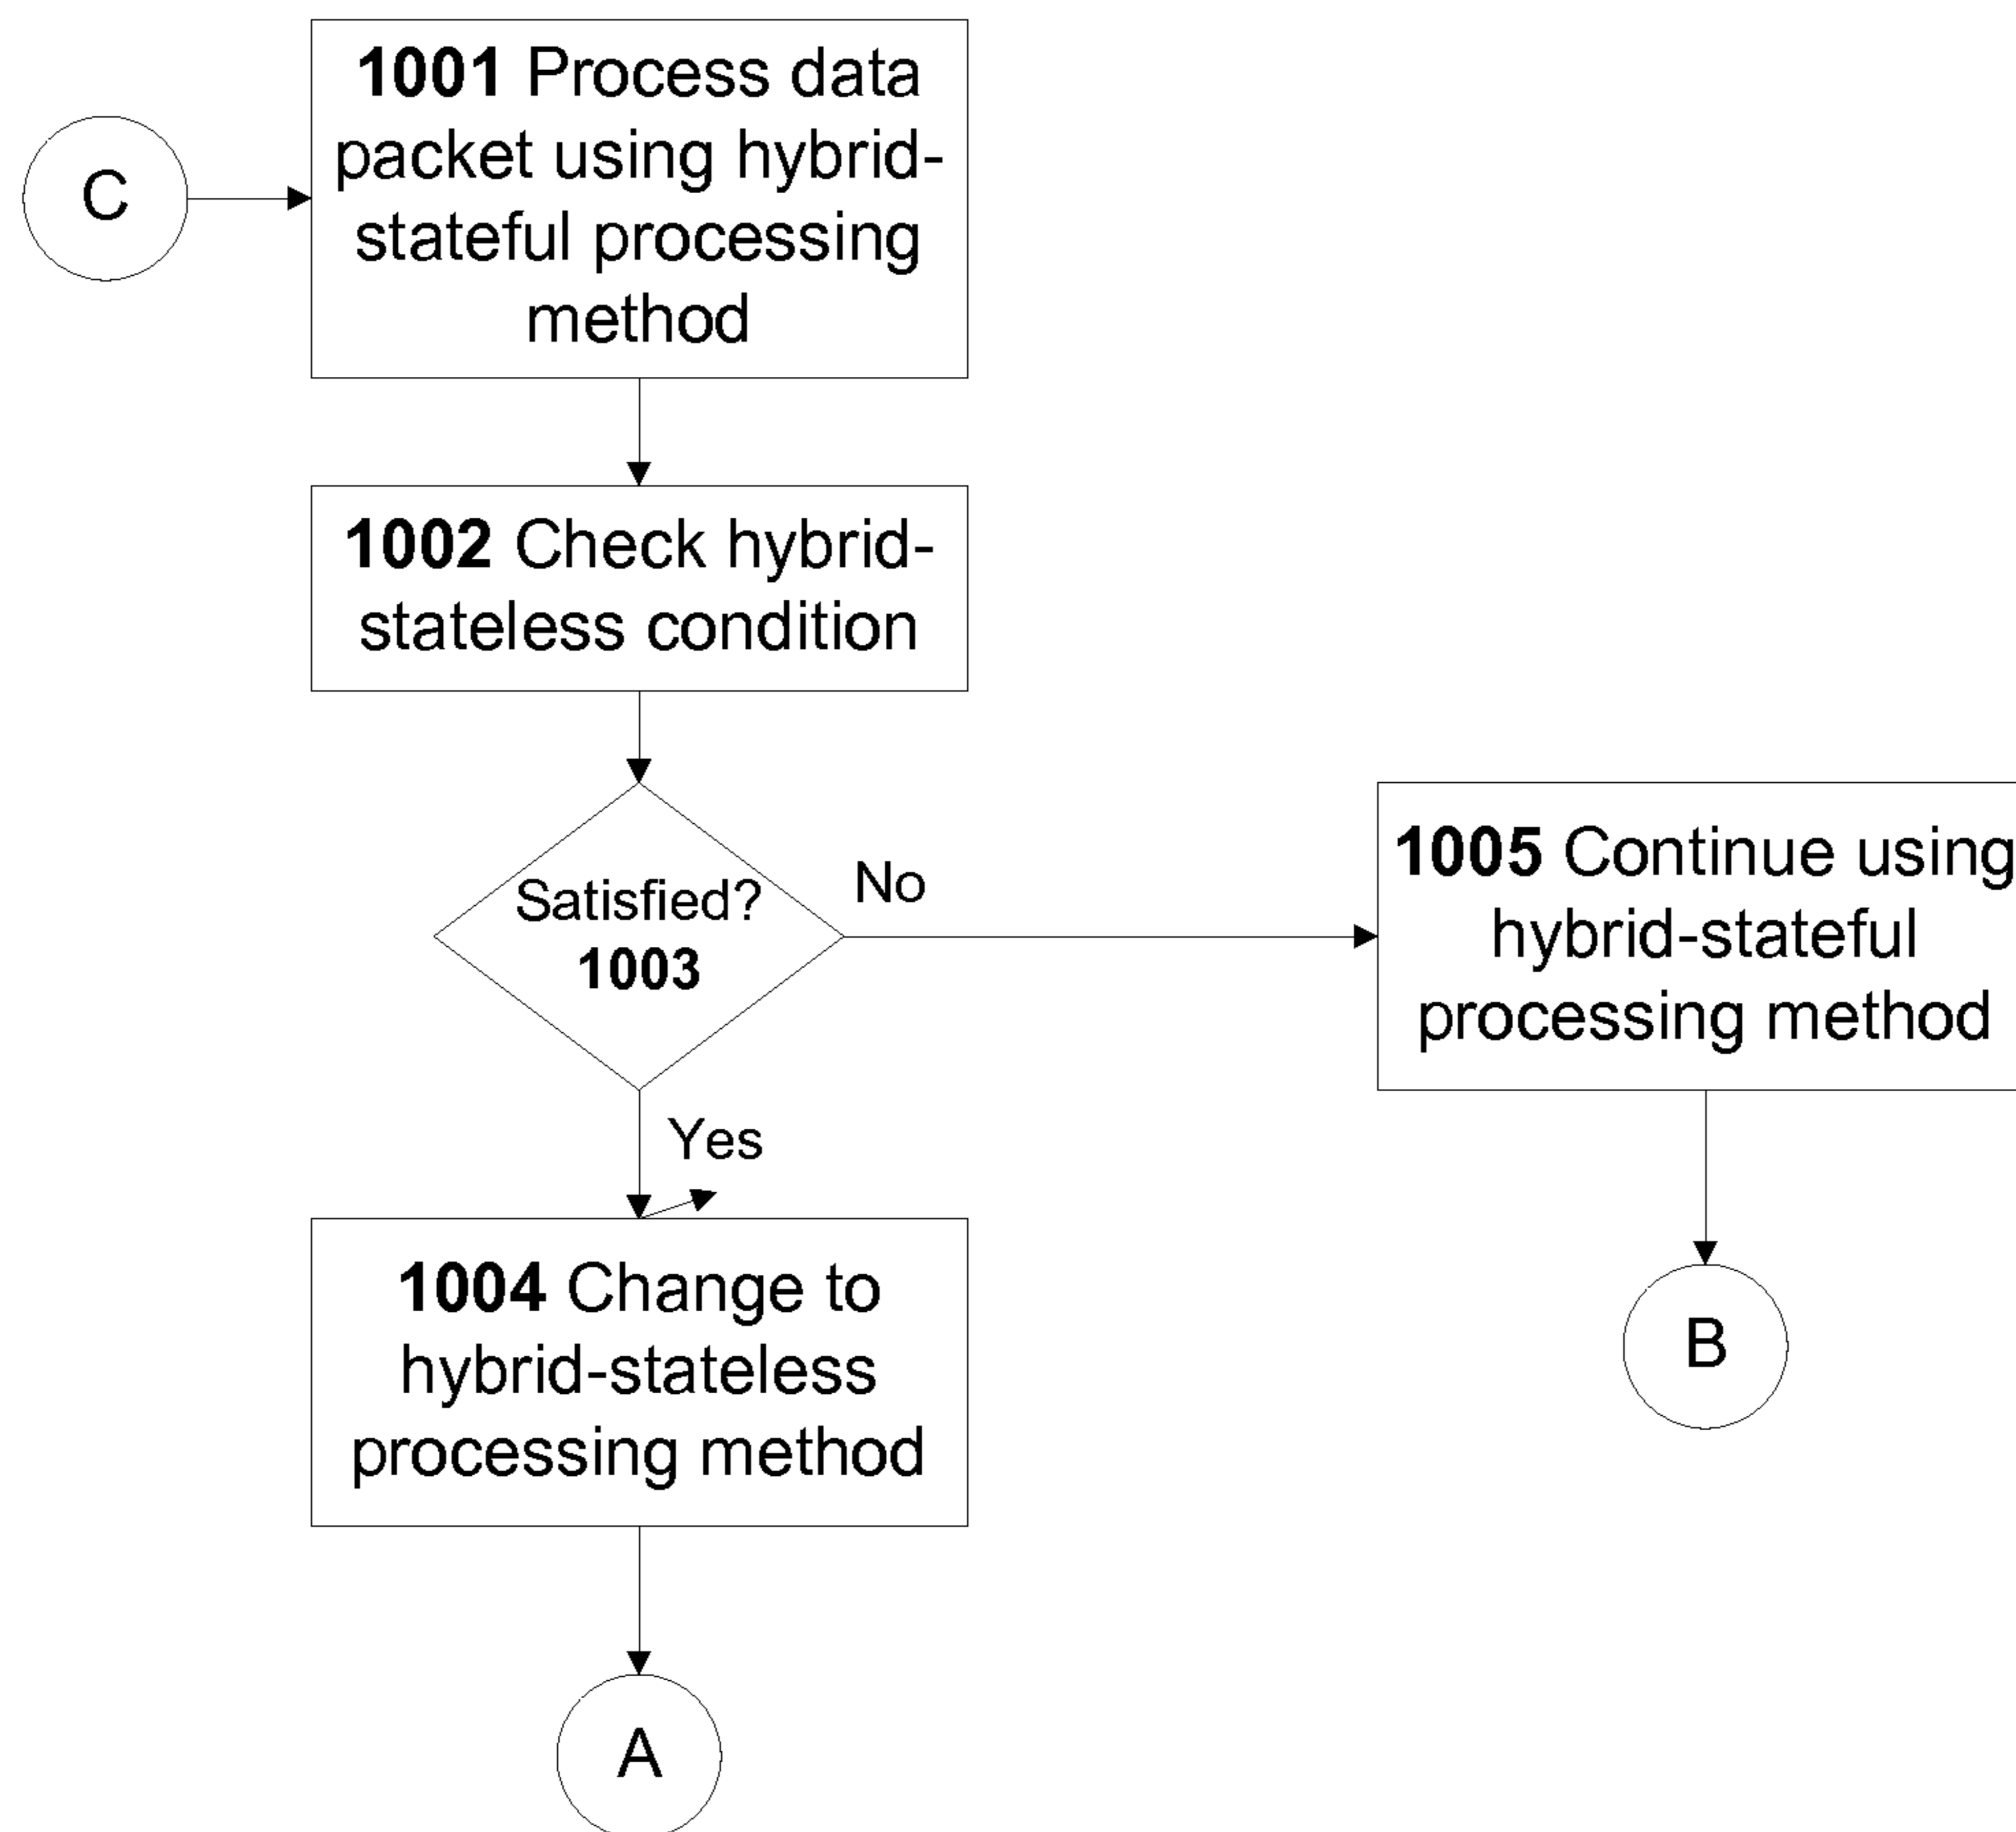 C
1001 Process data
packet using hybrid-
stateful processing
method
1002 Check hybrid-
stateless condition
Satisfied?
1003
No
1005 Continue using
hybrid-stateful
processing method
Yes
1004 Change to
hybrid-stateless
processing method
B
A